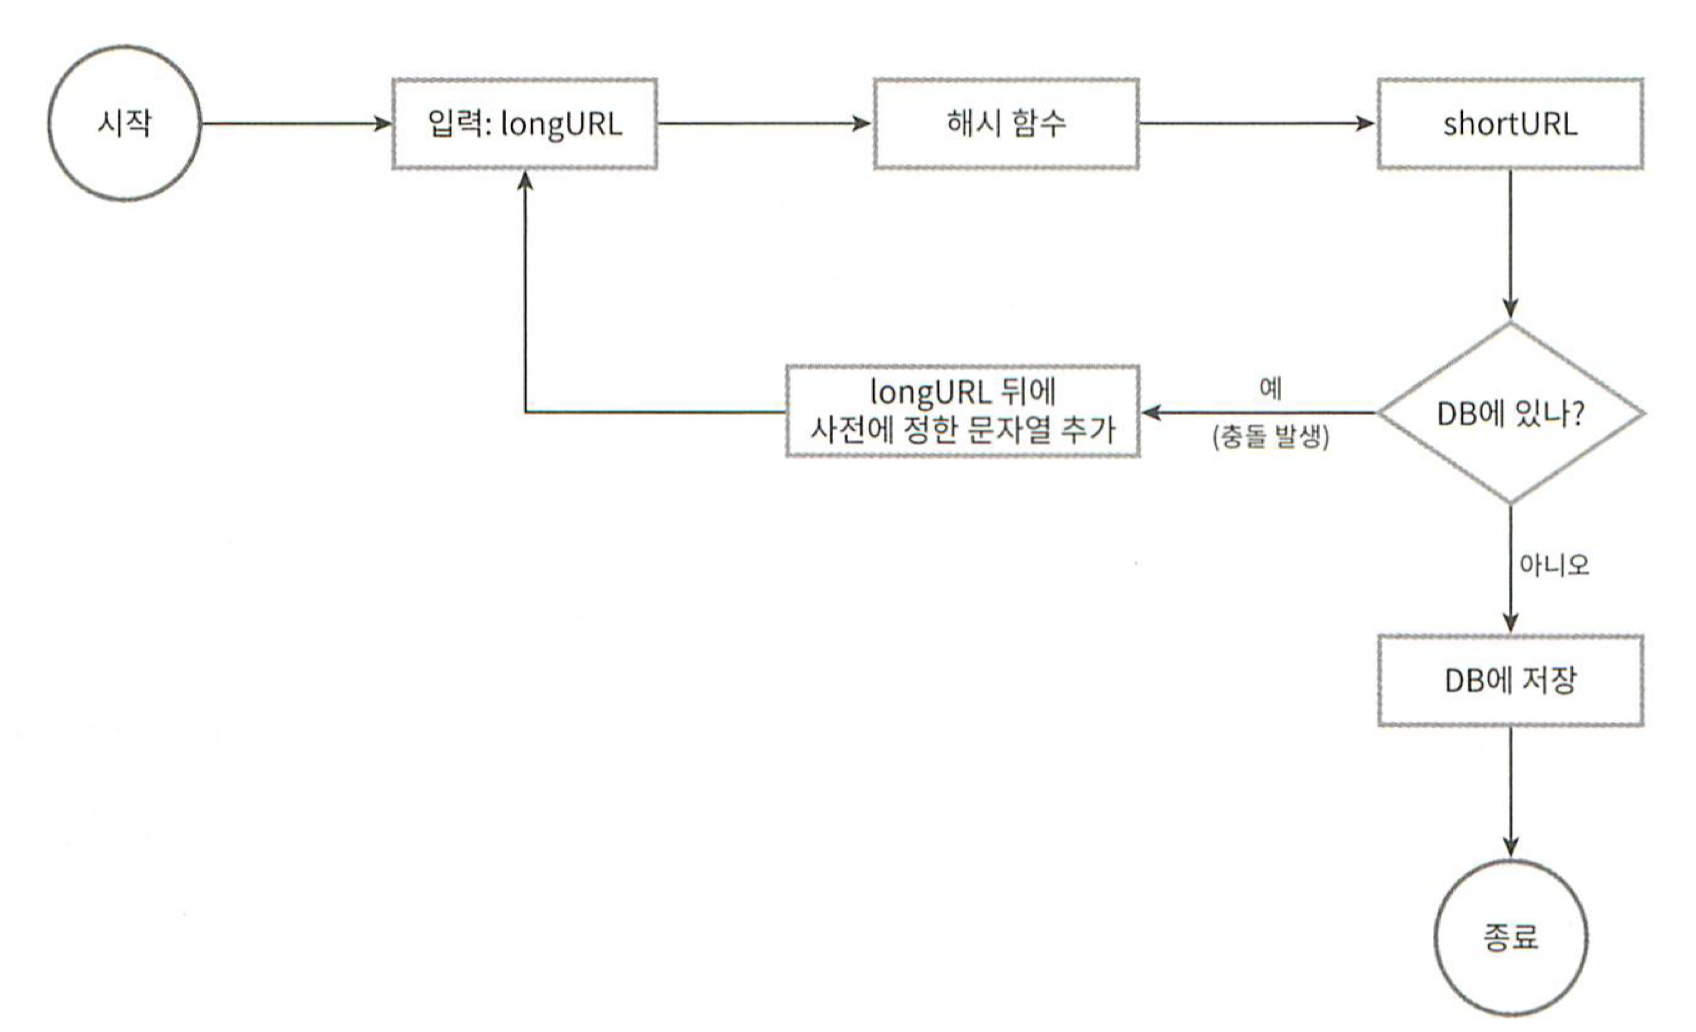 시작
입력: longURL
해시 함수
shortURL
DB에 있나?
예
(충돌 발생)
longURL 뒤에
사전에 정한 문자열 추가
아니오
DB에 저장
종료